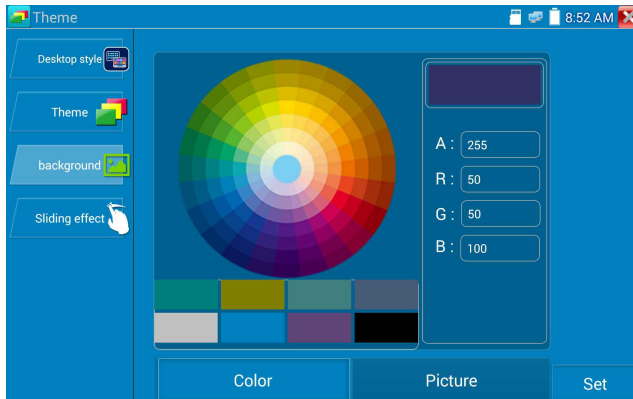 Theme
8:52 AM
Desktop style
Theme
background
Sliding effect
A : 255
R : 50
G : 50
B : 100
Color
Picture
Set